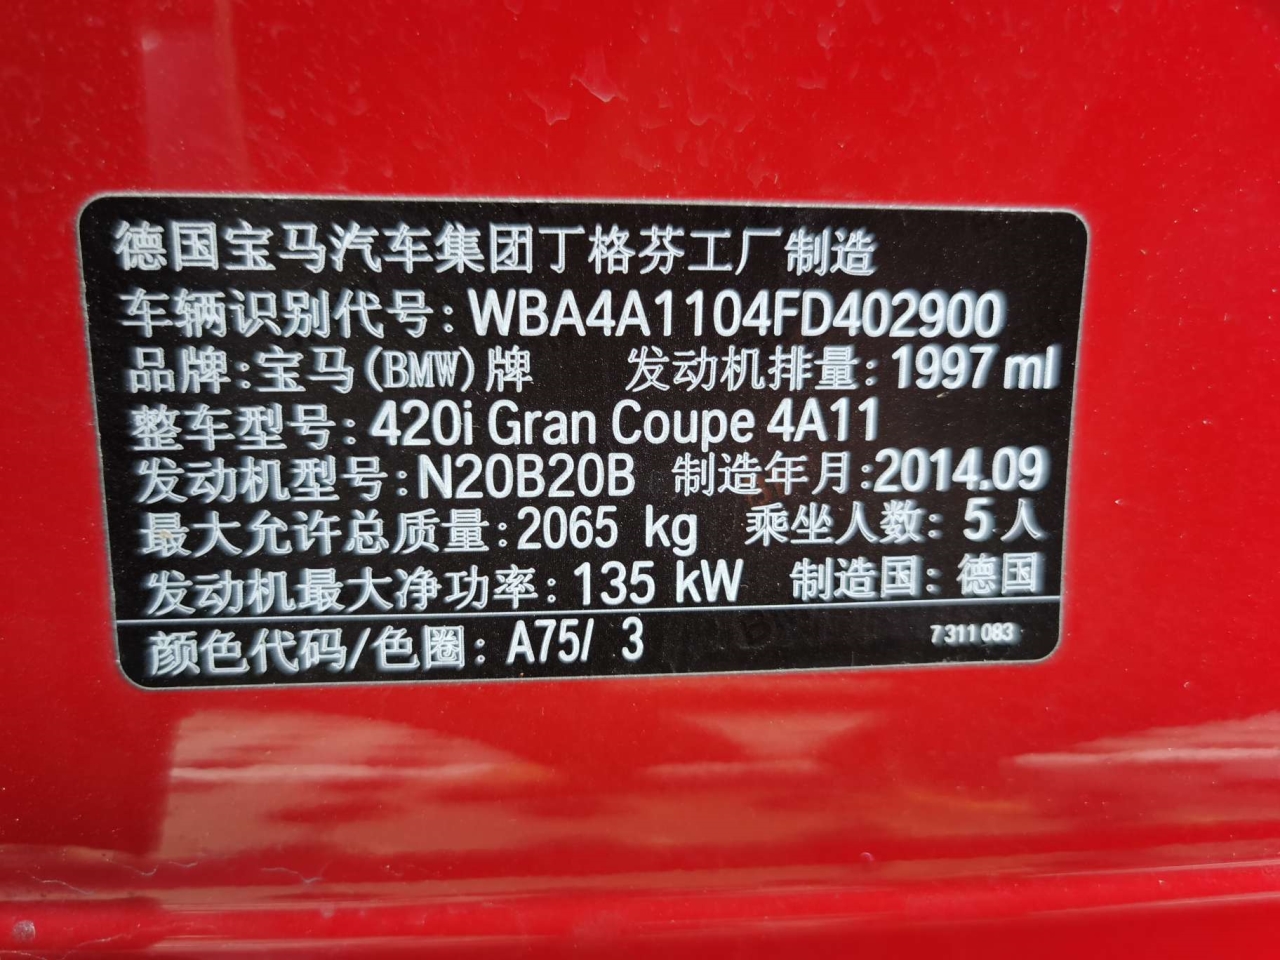 德国宝马汽车集团丁格芬工厂制造
车辆识别代号: WBA4A1104FD402900
品牌:宝马(BMW)牌 发动机排量: 1997 ml
整车型号: 420i Gran Coupe 4A11
发动机型号: N20B20B 制造年月:2014.09
最大允许总质量: 2065 kg 乘坐人数: 5 人
发动机最大净功率: 135 kW 制造国: 德国
颜色代码/色圈: A75/ 3 7 311 083